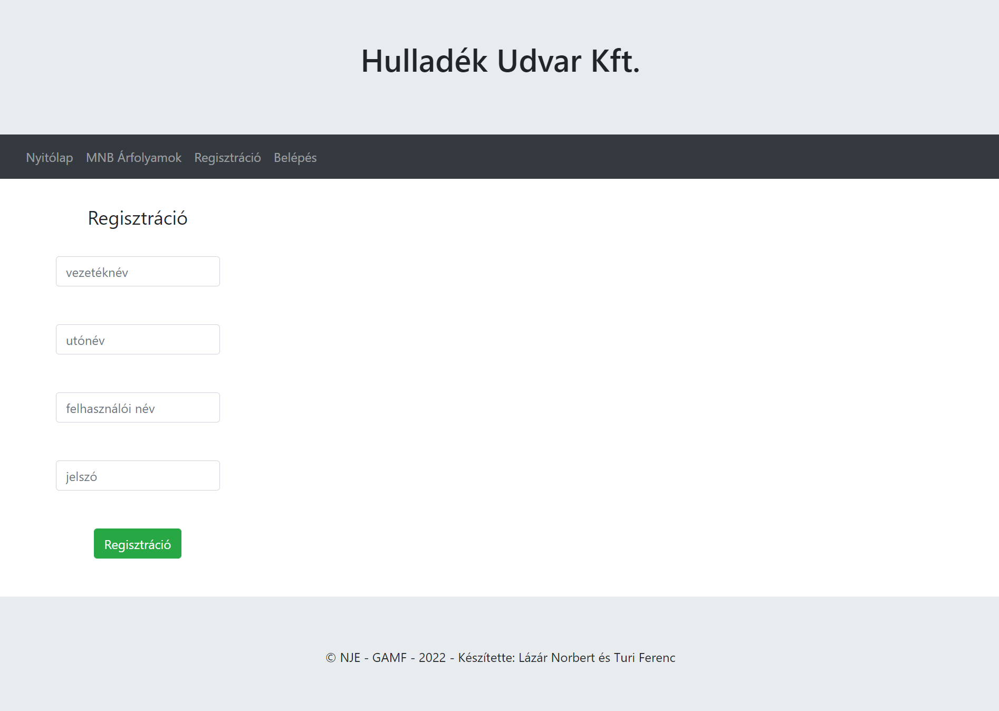 Hulladék Udvar Kft.
Nyitólap MNB Árfolyamok Regisztráció Belépés
Regisztráció
vezetéknév
utónév
felhasználói név
jelszó
Regisztráció
© NJE - GAMF - 2022 - Készítette: Lázár Norbert és Turi Ferenc